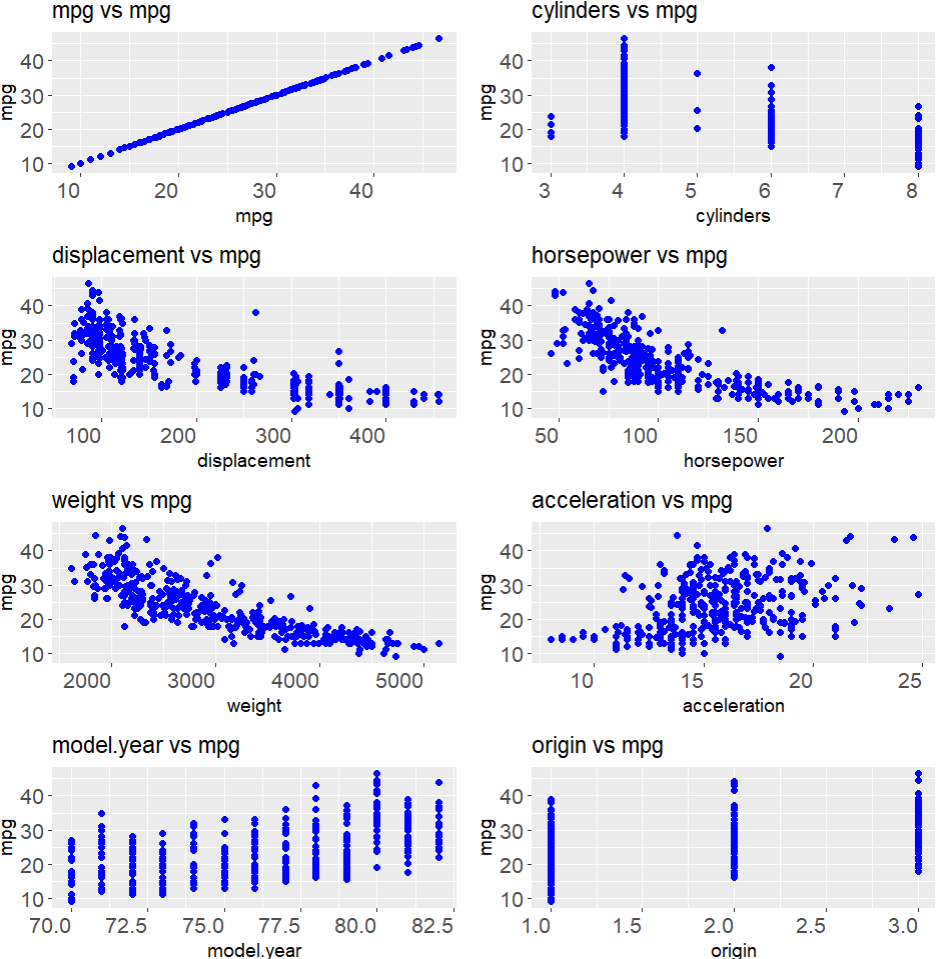 mpg vs mpg
mpg
40
30
20
10
10 20 30 40
mpg
cylinders vs mpg
mpg
40
30
20
10
3 4 5 6 7 8
cylinders
displacement vs mpg
mpg
40
30
20
10
100 200 300 400
displacement
horsepower vs mpg
mpg
40
30
20
10
50 100 150 200
horsepower
weight vs mpg
mpg
40
30
20
10
2000 3000 4000 5000
weight
acceleration vs mpg
mpg
40
30
20
10
10 15 20 25
acceleration
model.year vs mpg
mpg
40
30
20
10
70.0 72.5 75.0 77.5 80.0 82.5
model.year
origin vs mpg
mpg
40
30
20
10
1.0 1.5 2.0 2.5 3.0
origin